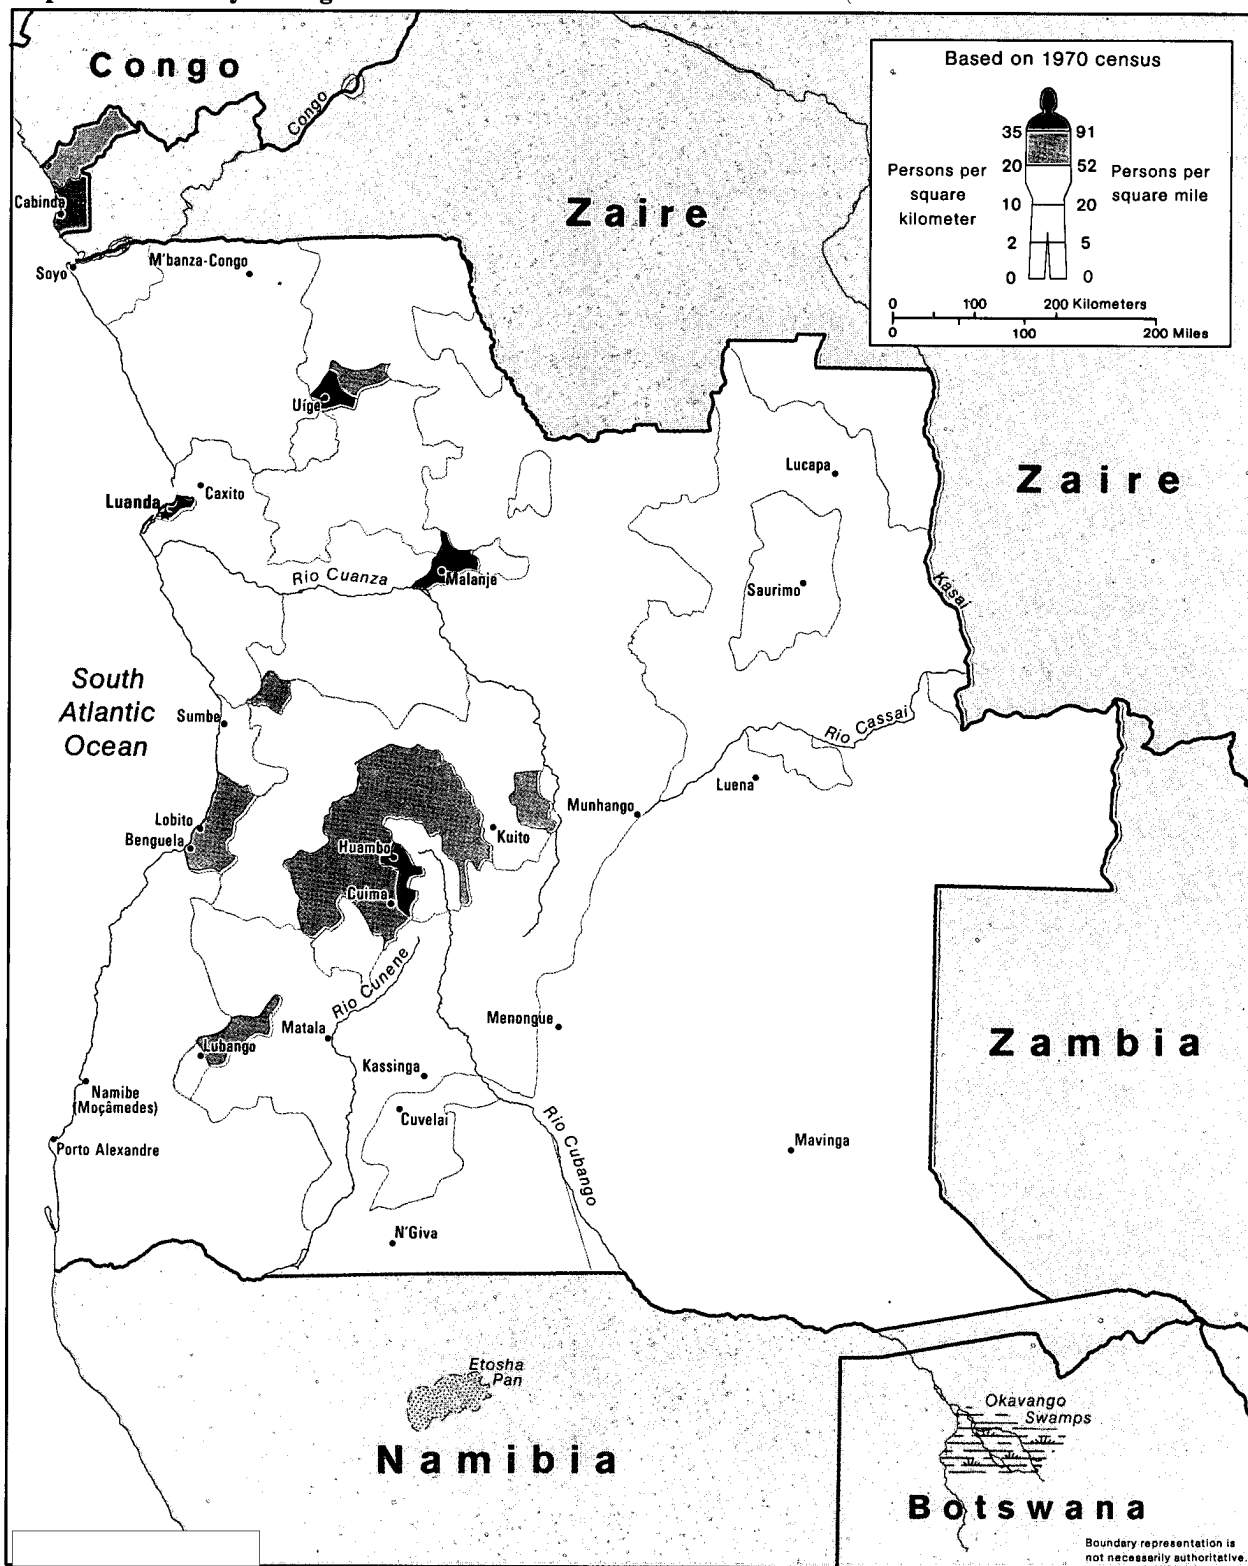 Congo
Congo
Zaire
Zaire
Zambia
Namibia
Botswana
Based on 1970 census
35 91
Persons per
square
kilometer
20 52
Persons per
square mile
10 20
2 5
0 0
0 100 200 Kilometers
0 100 200 Miles
Cabinda
Soyo
M'banza-Congo
Uíge
Luanda
Caxito
Lucapa
Rio Cuanza
Malanje
Saurimo
Kasai
South
Atlantic
Ocean
Sumbe
Rio Cassai
Luena
Munhango
Lobito
Benguela
Huambo
Kuito
Cuima
Rio Cunene
Matala
Menongue
Lubango
Kassinga
Namibe
(Moçâmedes)
Cuvelai
Rio Cubango
Porto Alexandre
Mavinga
N'Giva
Etosha
Pan
Okavango
Swamps
Boundary representation is
not necessarily authoritative